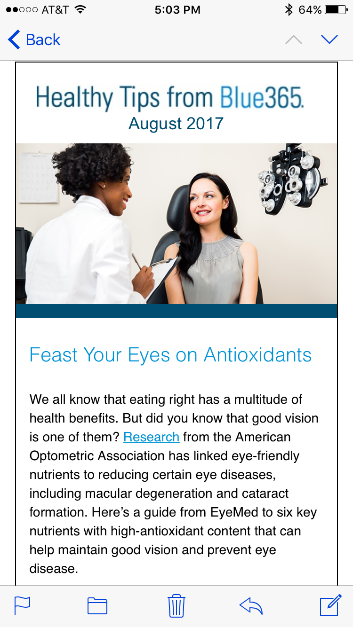 AT&T 5:03 PM 64%
Back
Healthy Tips from Blue365.
August 2017
Feast Your Eyes on Antioxidants
We all know that eating right has a multitude of
health benefits. But did you know that good vision
is one of them? Research from the American
Optometric Association has linked eye-friendly
nutrients to reducing certain eye diseases,
including macular degeneration and cataract
formation. Here's a guide from EyeMed to six key
nutrients with high-antioxidant content that can
help maintain good vision and prevent eye
disease.